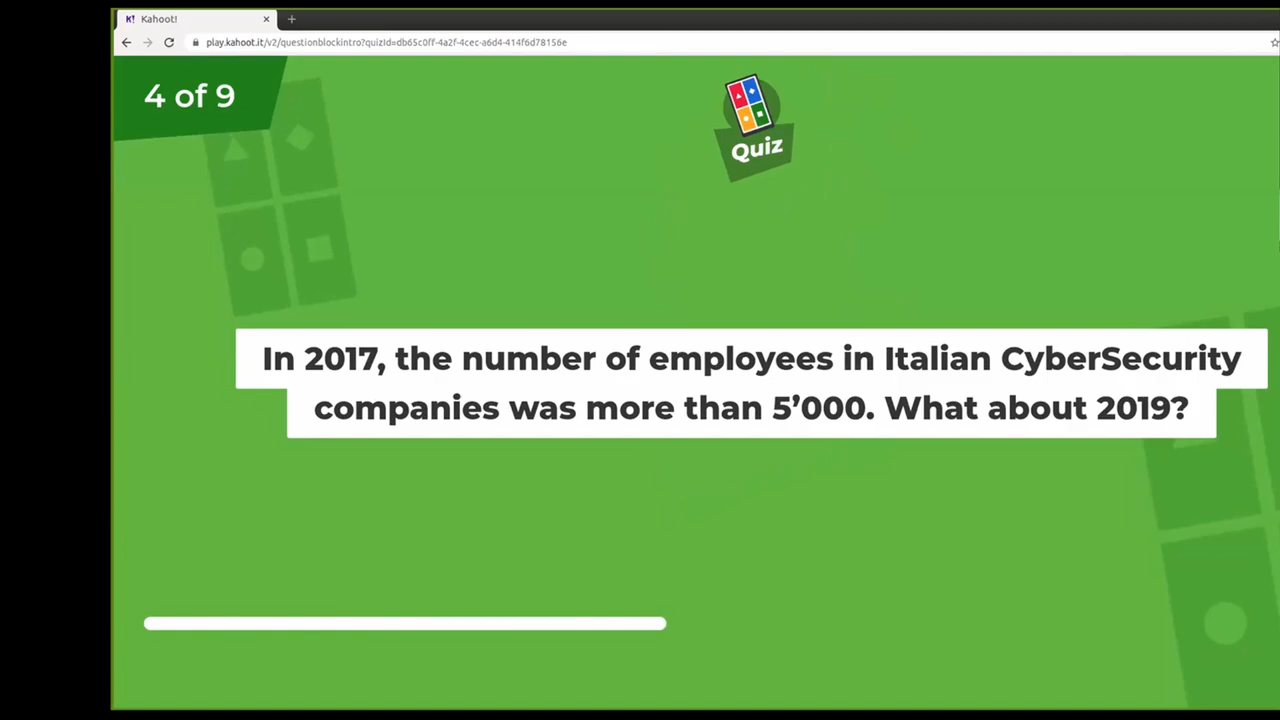 Kahoot!
play.kahoot.it/v2/questionblockintro?quizId=db65c0ff-4a2f-4cec-a6d4-414f6d78156e
4 of 9
Quiz
In 2017, the number of employees in Italian CyberSecurity
companies was more than 5’000. What about 2019?